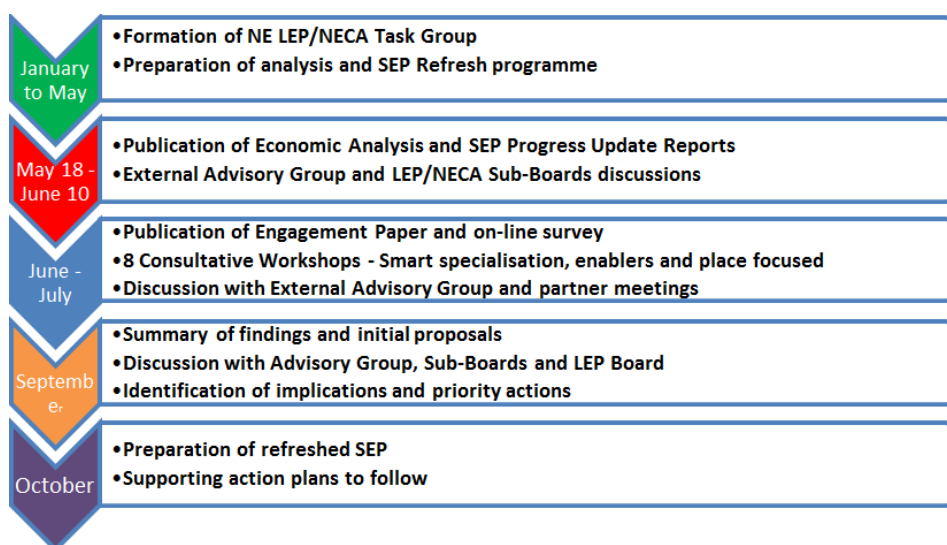 January
to May
•Formation of NE LEP/NECA Task Group
•Preparation of analysis and SEP Refresh programme
May 18 -
June 10
•Publication of Economic Analysis and SEP Progress Update Reports
•External Advisory Group and LEP/NECA Sub-Boards discussions
June -
July
•Publication of Engagement Paper and on-line survey
•8 Consultative Workshops - Smart specialisation, enablers and place focused
•Discussion with External Advisory Group and partner meetings
Septemb
er
•Summary of findings and initial proposals
•Discussion with Advisory Group, Sub-Boards and LEP Board
•Identification of implications and priority actions
October
•Preparation of refreshed SEP
•Supporting action plans to follow